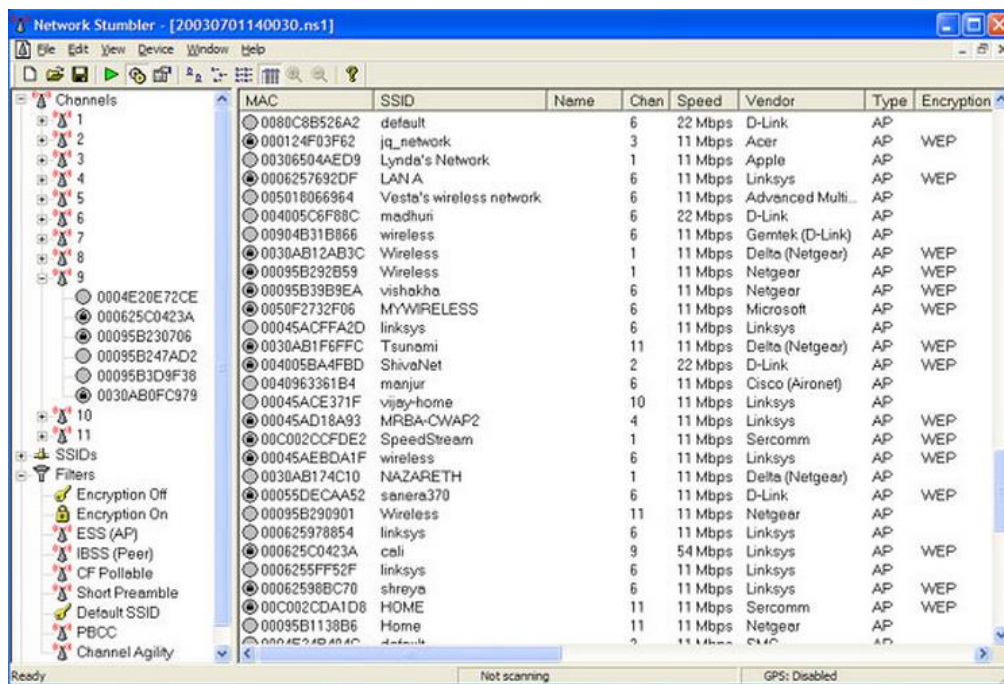 Network Stumbler - [20030701140030.ns1]
File Edit View Device Window Help
Channels
1
2
3
4
5
6
7
8
9
0004E20E72CE
000625C0423A
00095B230706
00095B247AD2
00095B3D9F38
0030AB0FC979
10
11
SSIDs
Filters
Encryption Off
Encryption On
ESS (AP)
IBSS (Peer)
CF Pollable
Short Preamble
Default SSID
PBCC
Channel Agility
MAC SSID Name Chan Speed Vendor Type Encryption
0080C8B526A2 default 6 22 Mbps D-Link AP
000124F03F62 jq_network 3 11 Mbps Acer AP WEP
00306504AED9 Lynda's Network 1 11 Mbps Apple AP
0006257692DF LAN A 6 11 Mbps Linksys AP WEP
005018066964 Vesta's wireless network 6 11 Mbps Advanced Multi... AP
004005C6F88C madhuri 6 22 Mbps D-Link AP
00904B31B866 wireless 6 11 Mbps Gemtek (D-Link) AP
0030AB12AB3C Wireless 1 11 Mbps Delta (Netgear) AP WEP
00095B292B59 Wireless 1 11 Mbps Netgear AP WEP
00095B39B9EA vishakha 6 11 Mbps Netgear AP WEP
0050F2732F06 MYWIRELESS 6 11 Mbps Microsoft AP WEP
00045ACFFA2D linksys 6 11 Mbps Linksys AP
0030AB1F6FFC Tsunami 11 11 Mbps Delta (Netgear) AP WEP
004005BA4FBD ShivaNet 2 22 Mbps D-Link AP WEP
0040963361B4 manjur 6 11 Mbps Cisco (Aironet) AP
00045ACE371F vijay-home 10 11 Mbps Linksys AP
00045AD18A93 MRBA-CWAP2 4 11 Mbps Linksys AP WEP
00C002CCFDE2 SpeedStream 1 11 Mbps Sercomm AP WEP
00045AEBDA1F wireless 6 11 Mbps Linksys AP WEP
0030AB174C10 NAZARETH 1 11 Mbps Delta (Netgear) AP
00055DECAA52 sanera370 6 11 Mbps D-Link AP WEP
00095B290901 Wireless 11 11 Mbps Netgear AP
000625978854 linksys 6 11 Mbps Linksys AP
000625C0423A cali 9 54 Mbps Linksys AP WEP
0006255FF52F linksys 6 11 Mbps Linksys AP
00062598BC70 shreya 6 11 Mbps Linksys AP WEP
00C002CDA1D8 HOME 11 11 Mbps Sercomm AP WEP
00095B1138B6 Home 11 11 Mbps Netgear AP
default 11 Mbps SMC AP
Ready Not scanning GPS: Disabled